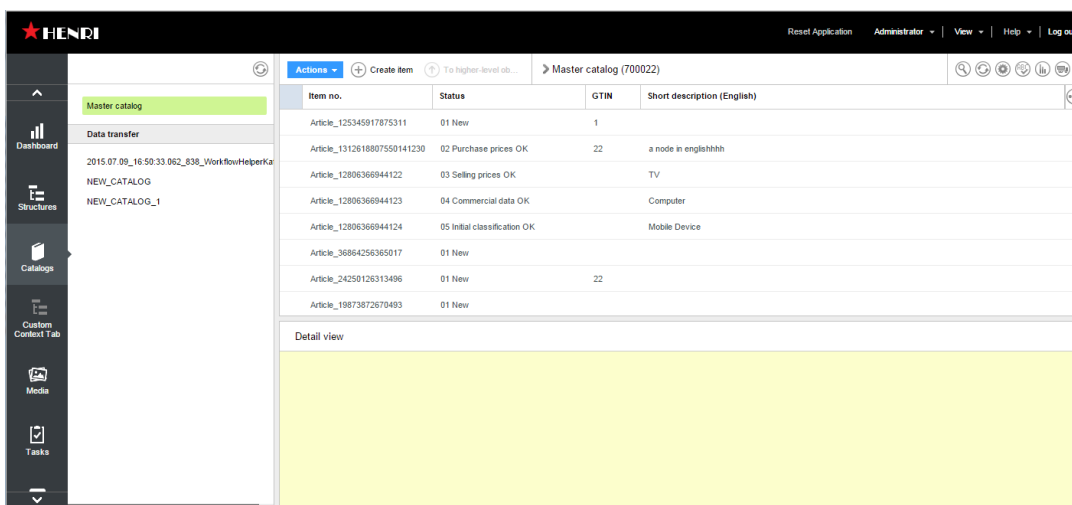 HENRI
Reset Application Administrator View Help Log ou
Actions Create item To higher-level ob... Master catalog (700022)
Master catalog
Data transfer
2015.07.09_16:50:33.062_838_WorkflowHelperKa
NEW_CATALOG
NEW_CATALOG_1
Dashboard
Structures
Catalogs
Custom
Context Tab
Media
Tasks
Item no. Status GTIN Short description (English)
Article_125345917875311 01 New 1
Article_1312618807550141230 02 Purchase prices OK 22 a node in englishhhh
Article_12806366944122 03 Selling prices OK TV
Article_12806366944123 04 Commercial data OK Computer
Article_12806366944124 05 Initial classification OK Mobile Device
Article_36864256365017 01 New
Article_24250126313496 01 New 22
Article_19873872670493 01 New
Detail view